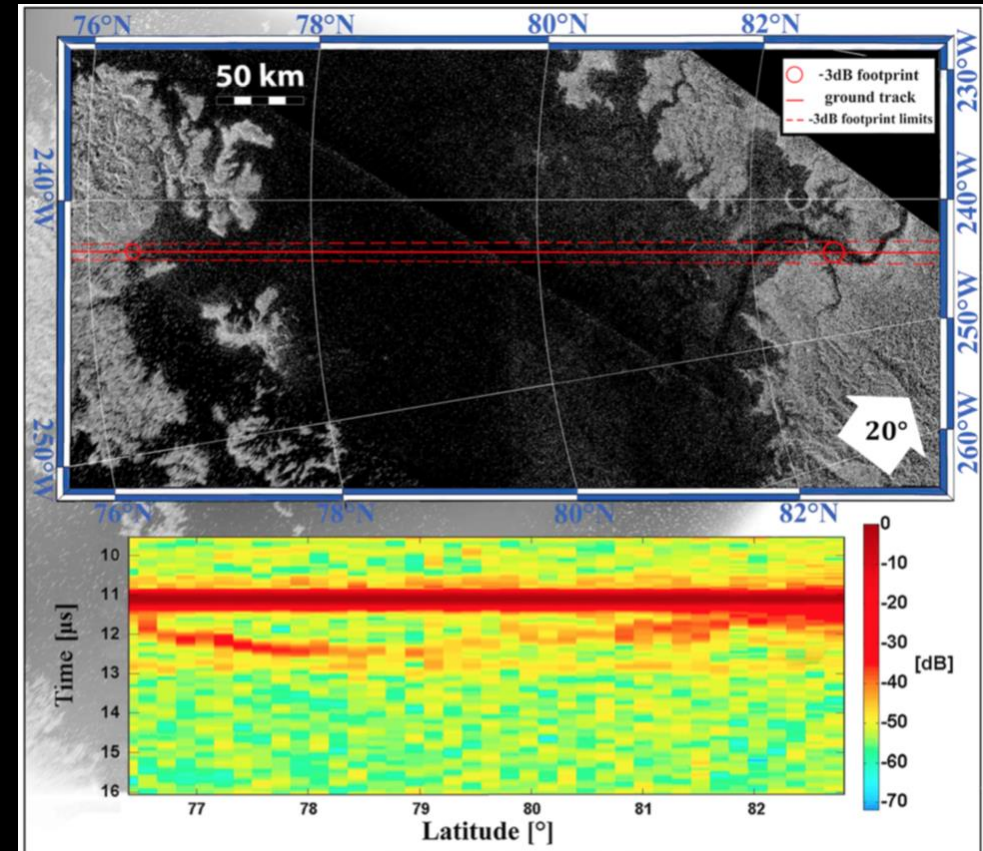 76°N 78°N 80°N 82°N
50 km
-3dB footprint
ground track
-3dB footprint limits
230°W
240°W
240°W
250°W
20°
260°W
250°W
76°N 78°N 80°N 82°N
0
-10
-20
-30
-40
-50
-60
-70
[dB]
10
11
12
13
14
15
16
Time [µs]
77 78 79 80 81 82
Latitude [°]